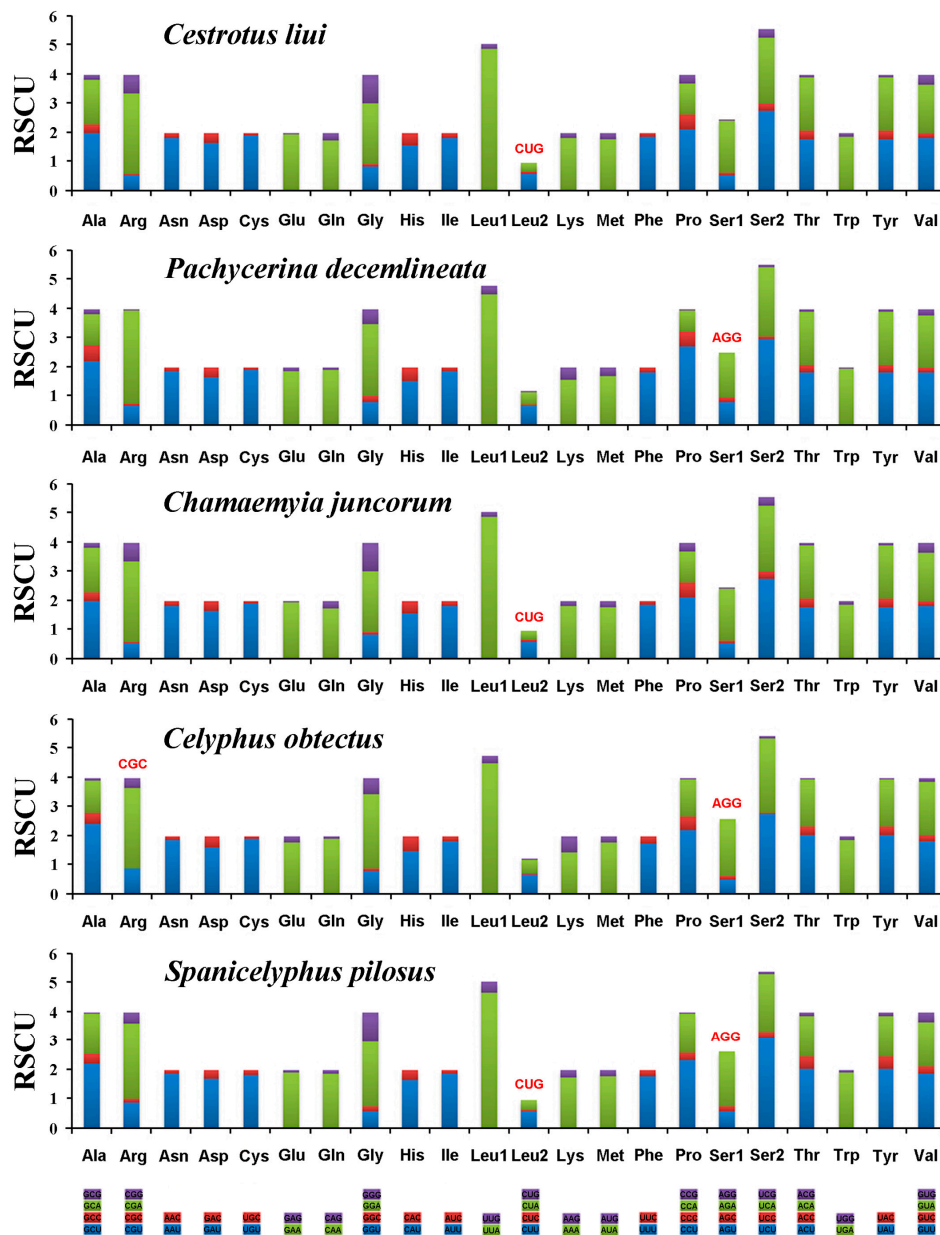 Cestrotus liui
RSCU
6
5
4
3
2
1
0
CUG
Ala Arg Asn Asp Cys Glu Gln Gly His Ile Leu1 Leu2 Lys Met Phe Pro Ser1 Ser2 Thr Trp Tyr Val
Pachycerina decemlineata
RSCU
6
5
4
3
2
1
0
AGG
Ala Arg Asn Asp Cys Glu Gln Gly His Ile Leu1 Leu2 Lys Met Phe Pro Ser1 Ser2 Thr Trp Tyr Val
Chamaemyia juncorum
RSCU
6
5
4
3
2
1
0
CUG
Ala Arg Asn Asp Cys Glu Gln Gly His Ile Leu1 Leu2 Lys Met Phe Pro Ser1 Ser2 Thr Trp Tyr Val
Celyphus obtectus
RSCU
6
5
4
3
2
1
0
CGC
AGG
Ala Arg Asn Asp Cys Glu Gln Gly His Ile Leu1 Leu2 Lys Met Phe Pro Ser1 Ser2 Thr Trp Tyr Val
Spanicelyphus pilosus
RSCU
6
5
4
3
2
1
0
AGG
CUG
Ala Arg Asn Asp Cys Glu Gln Gly His Ile Leu1 Leu2 Lys Met Phe Pro Ser1 Ser2 Thr Trp Tyr Val
GCG CGG GGG CUG CCG AGG UCG ACG GUG
GCA CGA GGA CUA CCA AGA UCA ACA GUA
GCC CGC AAC GAC UGC GAG CAG GGC CAC AUC UUG CUC AAG AUG UUC CCC AGC UCC ACC UGG UAC GUC
GCU CGU AAU GAU UGU GAA CAA GGU CAU AUU UUA CUU AAA AUA UUU CCU AGU UCU ACU UGA UAU GUU